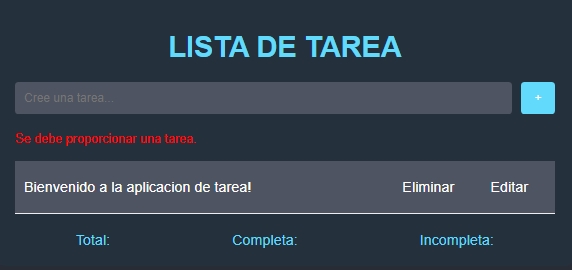 LISTA DE TAREA
Cree una tarea...
+
Se debe proporcionar una tarea.
Bienvenido a la aplicacion de tarea! Eliminar Editar
Total: Completa: Incompleta: